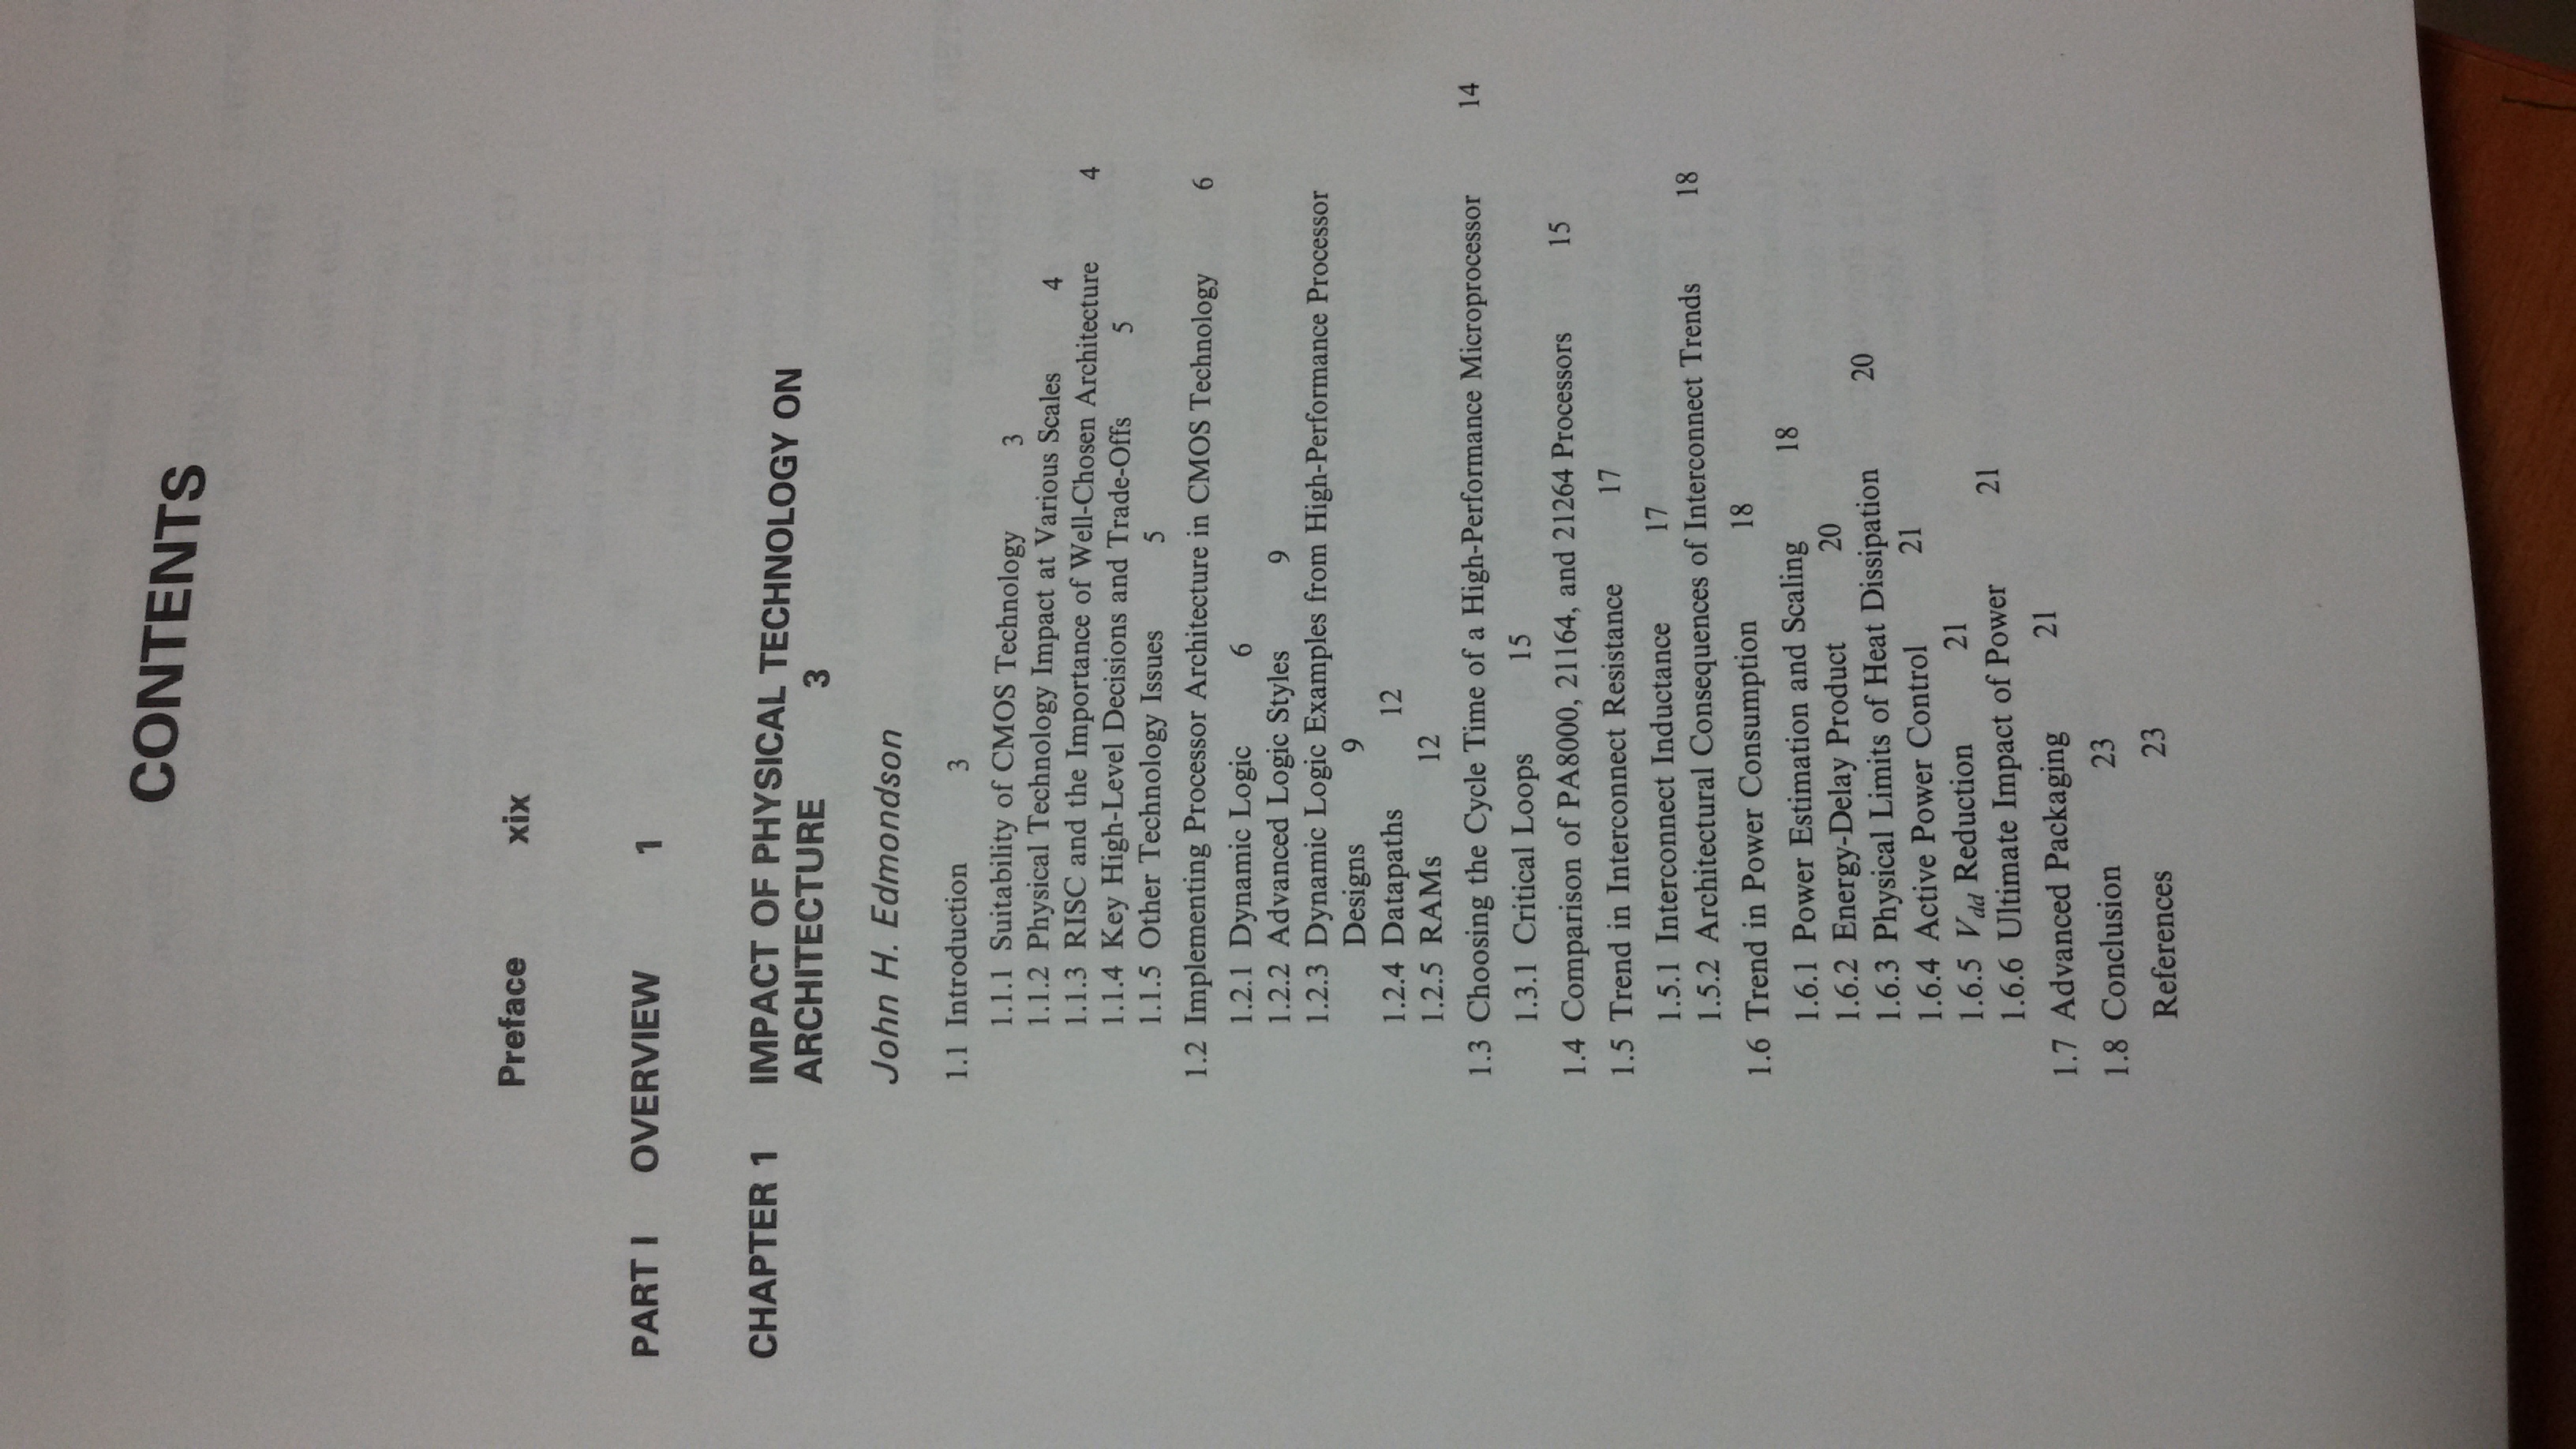 CONTENTS
Preface xix
PART I OVERVIEW 1
CHAPTER 1 IMPACT OF PHYSICAL TECHNOLOGY ON
ARCHITECTURE 3
John H. Edmondson
1.1 Introduction 3
1.1.1 Suitability of CMOS Technology 3
1.1.2 Physical Technology Impact at Various Scales 4
1.1.3 RISC and the Importance of Well-Chosen Architecture 4
1.1.4 Key High-Level Decisions and Trade-Offs 5
1.1.5 Other Technology Issues 5
1.2 Implementing Processor Architecture in CMOS Technology 6
1.2.1 Dynamic Logic 6
1.2.2 Advanced Logic Styles 9
1.2.3 Dynamic Logic Examples from High-Performance Processor
Designs 9
1.2.4 Datapaths 12
1.2.5 RAMs 12
1.3 Choosing the Cycle Time of a High-Performance Microprocessor 14
1.3.1 Critical Loops 15
1.4 Comparison of PA8000, 21164, and 21264 Processors 15
1.5 Trend in Interconnect Resistance 17
1.5.1 Interconnect Inductance 17
1.5.2 Architectural Consequences of Interconnect Trends 18
1.6 Trend in Power Consumption 18
1.6.1 Power Estimation and Scaling 18
1.6.2 Energy-Delay Product 20
1.6.3 Physical Limits of Heat Dissipation 20
1.6.4 Active Power Control 21
1.6.5 Vdd Reduction 21
1.6.6 Ultimate Impact of Power 21
1.7 Advanced Packaging 21
1.8 Conclusion 23
References 23